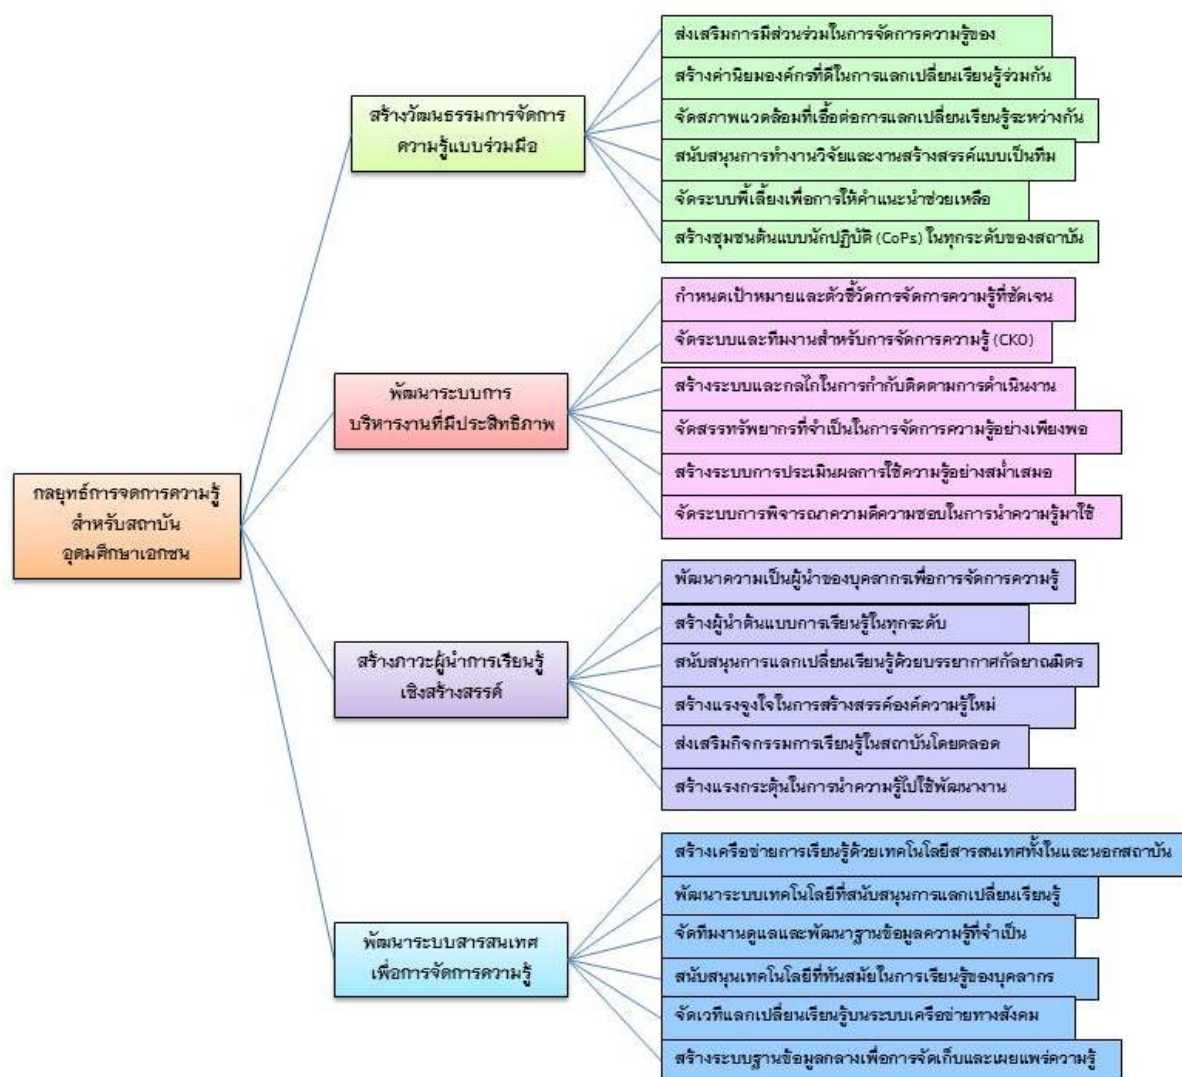 กลยุทธ์การจดการความรู้
สำหรับสถาบัน
อุดมศึกษาเอกชน
สร้างวัฒนธรรมการจัดการ
ความรู้แบบร่วมมือ
ส่งเสริมการมีส่วนร่วมในการจัดการความรู้ของ
สร้างค่านิยมองค์กรที่ดีในการแลกเปลี่ยนเรียนรู้ร่วมกัน
จัดสภาพแวดล้อมที่เอื้อต่อการแลกเปลี่ยนเรียนรู้ระหว่างกัน
สนับสนุนการทำงานวิจัยและงานสร้างสรรค์แบบเป็นทีม
จัดระบบพี้เลี้ยงเพื่อการให้คำแนะนำช่วยเหลือ
สร้างชุมชนต้นแบบนักปฏิบัติ (CoPs) ในทุกระดับของสถาบัน
พัฒนาระบบการ
บริหารงานที่มีประสิทธิภาพ
กำหนดเป้าหมายและตัวชี้วัดการจัดการความรู้ที่ชัดเจน
จัดระบบและทีมงานสำหรับการจัดการความรู้ (CKO)
สร้างระบบและกลไกในการกำกับติดตามการดำเนินงาน
จัดสรรทรัพยากรที่จำเป็นในการจัดการความรู้อย่างเพียงพอ
สร้างระบบการประเมินผลการใช้ความรู้อย่างสม่ำเสมอ
จัดระบบการพิจารณาความดีความชอบในการนำความรู้มาใช้
สร้างภาวะผู้นำการเรียนรู้
เชิงสร้างสรรค์
พัฒนาความเป็นผู้นำของบุคลากรเพื่อการจัดการความรู้
สร้างผู้นำต้นแบบการเรียนรู้ในทุกระดับ
สนับสนุนการแลกเปลี่ยนเรียนรู้ด้วยบรรยากาศกัลยาณมิตร
สร้างแรงจูงใจในการสร้างสรรค์องค์ความรู้ใหม่
ส่งเสริมกิจกรรมการเรียนรู้ในสถาบันโดยตลอด
สร้างแรงกระตุ้นในการนำความรู้ไปใช้พัฒนางาน
พัฒนาระบบสารสนเทศ
เพื่อการจัดการความรู้
สร้างเครือข่ายการเรียนรู้ด้วยเทคโนโลยีสารสนเทศทั้งในและนอกสถาบัน
พัฒนาระบบเทคโนโลยีที่สนับสนุนการแลกเปลี่ยนเรียนรู้
จัดทีมงานดูแลและพัฒนาฐานข้อมูลความรู้ที่จำเป็น
สนับสนุนเทคโนโลยีที่ทันสมัยในการเรียนรู้ของบุคลากร
จัดเวทีแลกเปลี่ยนเรียนรู้บนระบบเครือข่ายทางสังคม
สร้างระบบฐานข้อมูลกลางเพื่อการจัดเก็บและเผยแพร่ความรู้